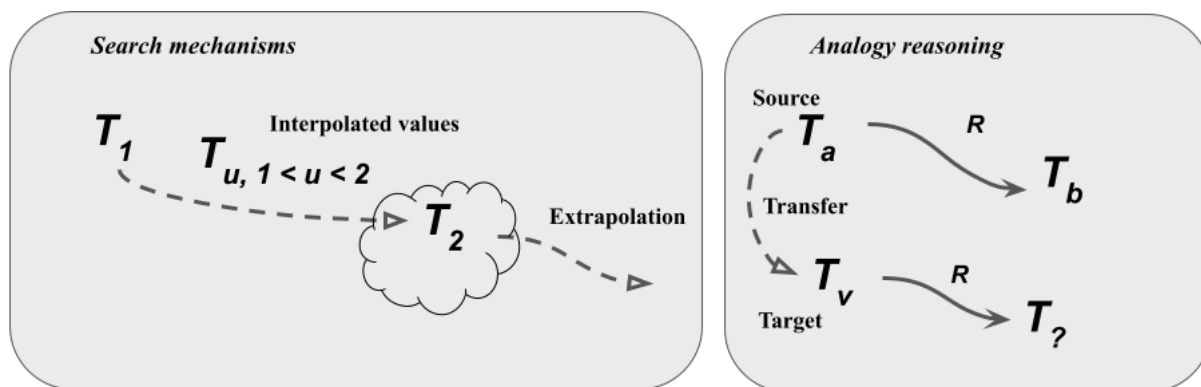 Search mechanisms
Interpolated values
T1
Tu, 1 < u < 2
T2
Extrapolation
Analogy reasoning
Source
Ta
R
Tb
Transfer
Tv
R
Target
T?